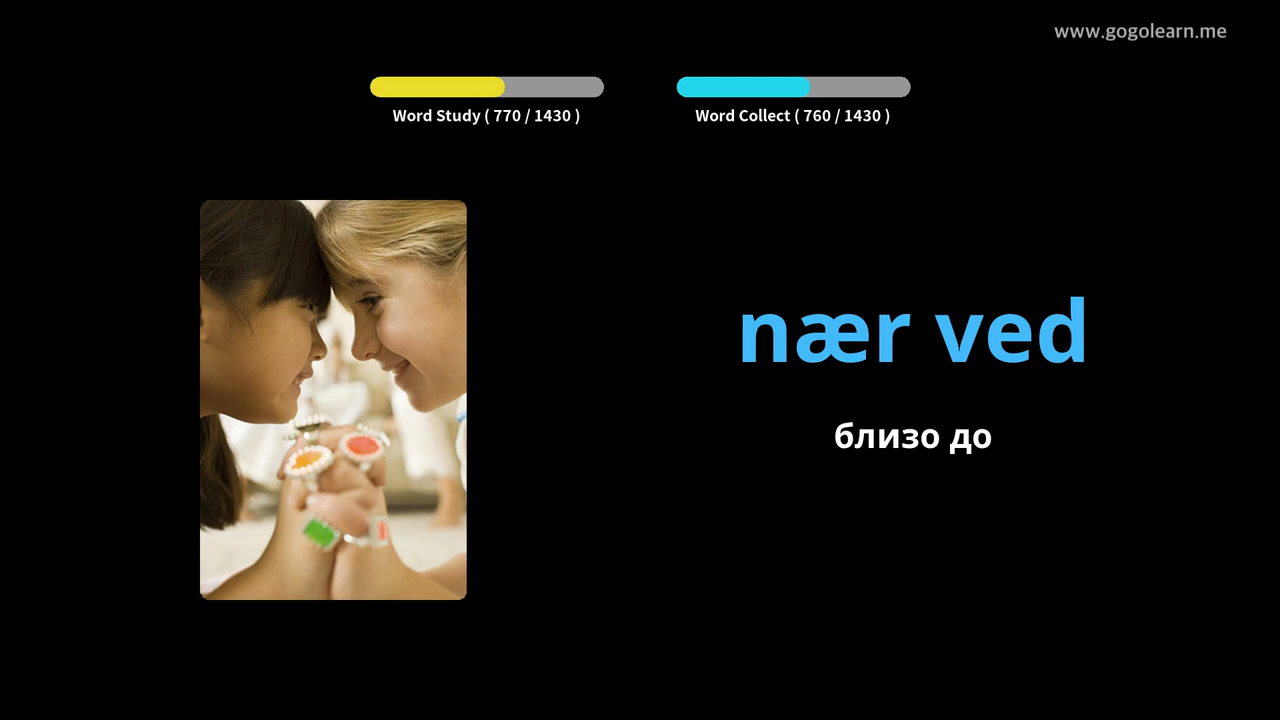 www.gogolearn.me
Word Study ( 770 / 1430 )
Word Collect ( 760 / 1430 )
nær ved
близо до